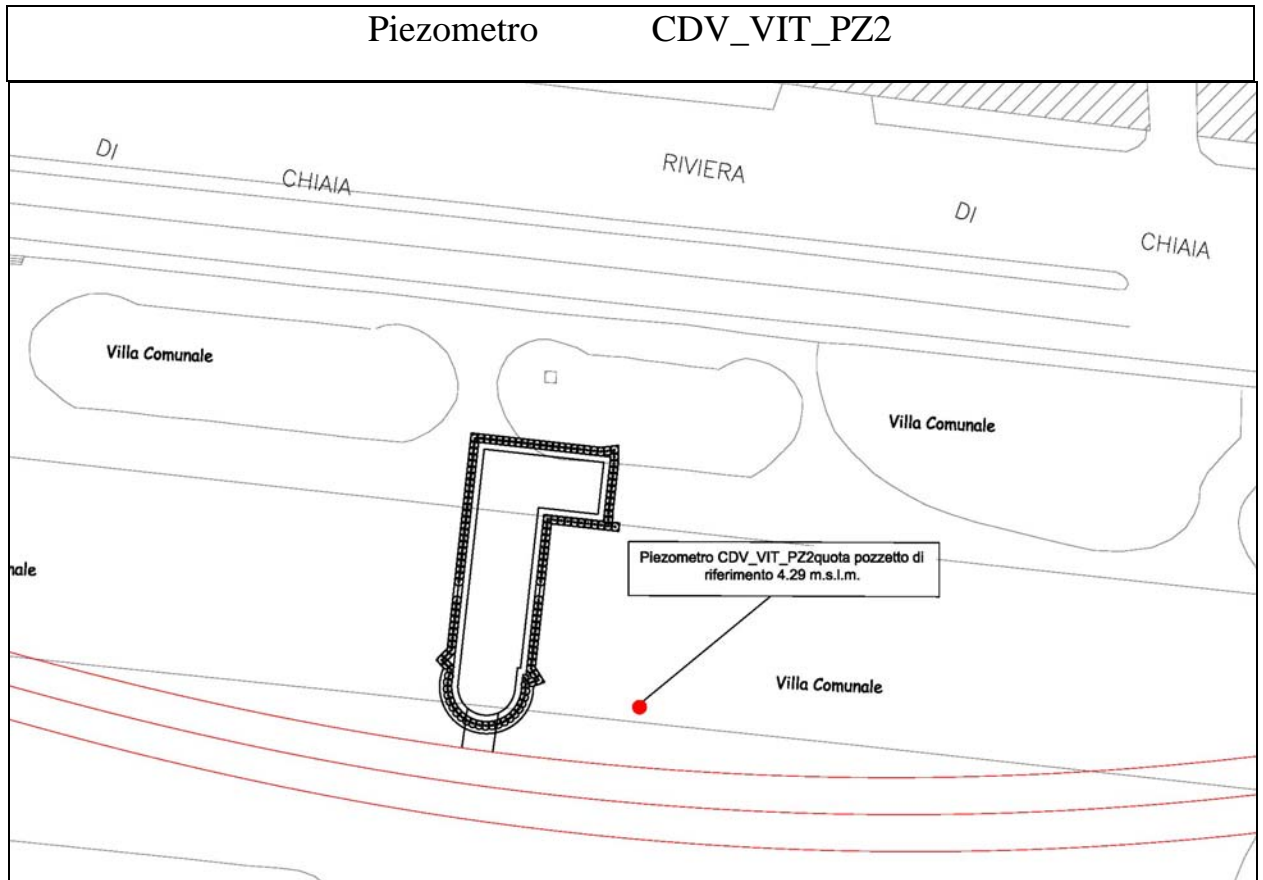 Piezometro CDV_VIT_PZ2
DI
CHIAIA
RIVIERA
DI
CHIAIA
Villa Comunale
Villa Comunale
nale
Piezometro CDV_VIT_PZ2quota pozzetto di
riferimento 4.29 m.s.l.m.
Villa Comunale